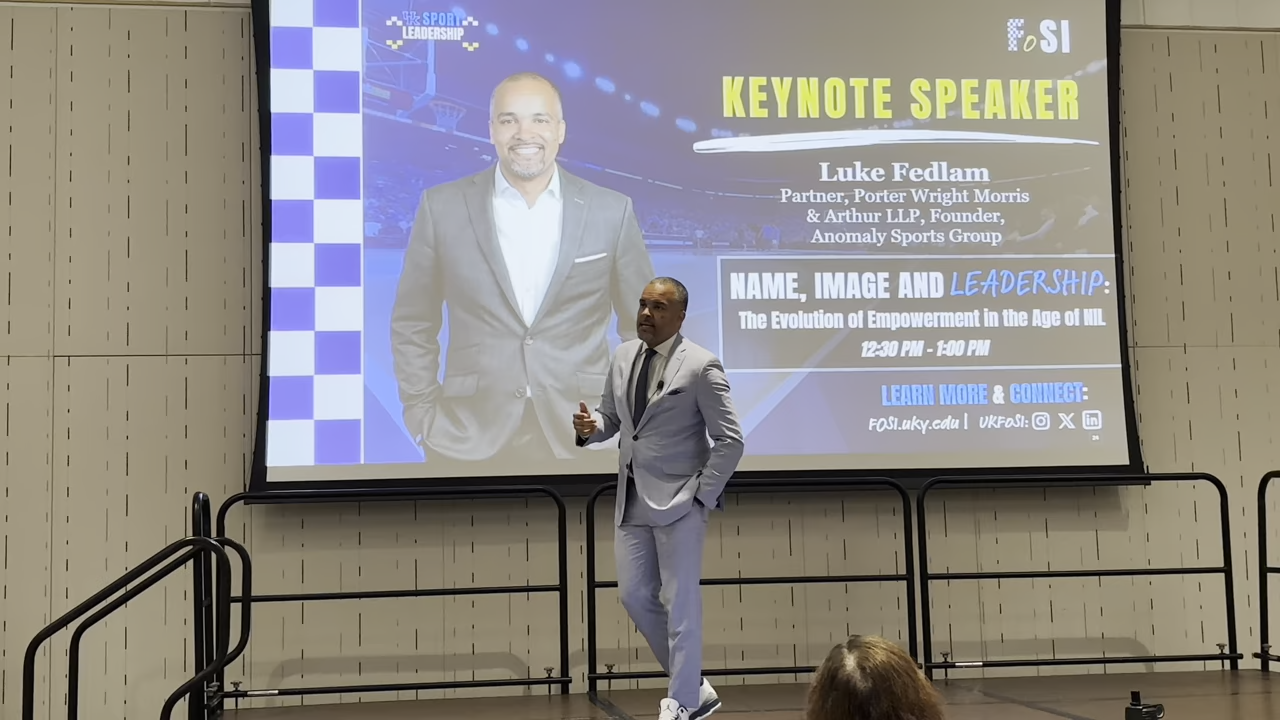 UK SPORT
LEADERSHIP
FoSI
KEYNOTE SPEAKER
Luke Fedlam
Partner, Porter Wright Morris
& Arthur LLP, Founder,
Anomaly Sports Group
NAME, IMAGE AND LEADERSHIP:
The Evolution of Empowerment in the Age of NIL
12:30 PM - 1:00 PM
LEARN MORE & CONNECT:
FOSI.uky.edu | UKFoSI: